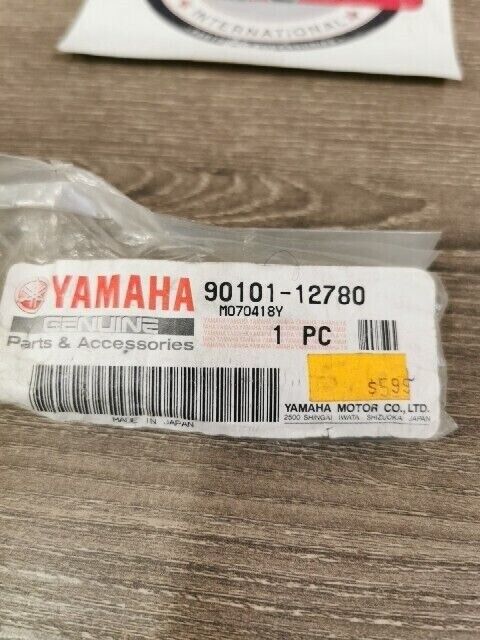 INTERNATIONAL
YAMAHA 90101-12780
M070418Y
GENUINE
Parts & Accessories
1 PC
$5.95
MADE IN JAPAN
YAMAHA MOTOR CO., LTD.
2500 SHINGAI IWATA SHIZUOKA JAPAN